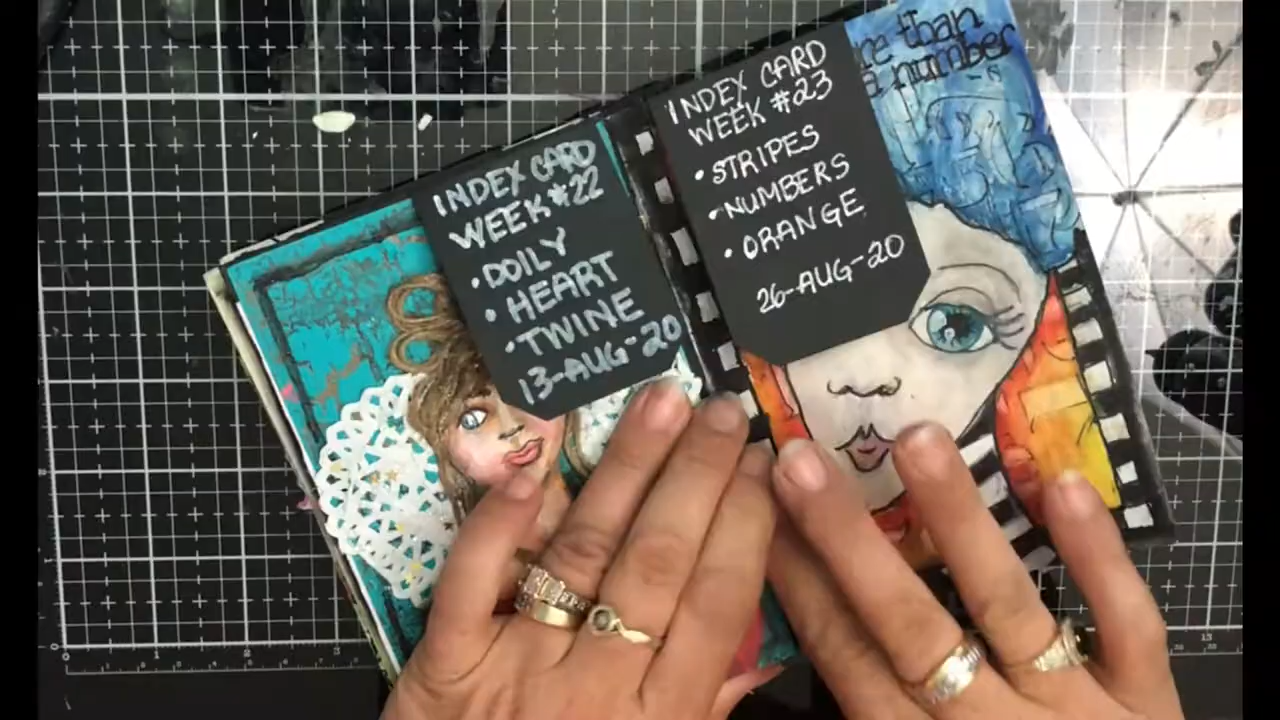 INDEX CARD
WEEK #22
• DOILY
• HEART
• TWINE
13-AUG-20
INDEX CARD
WEEK #23
• STRIPES
• NUMBERS
• ORANGE
26-AUG-20
than
a number